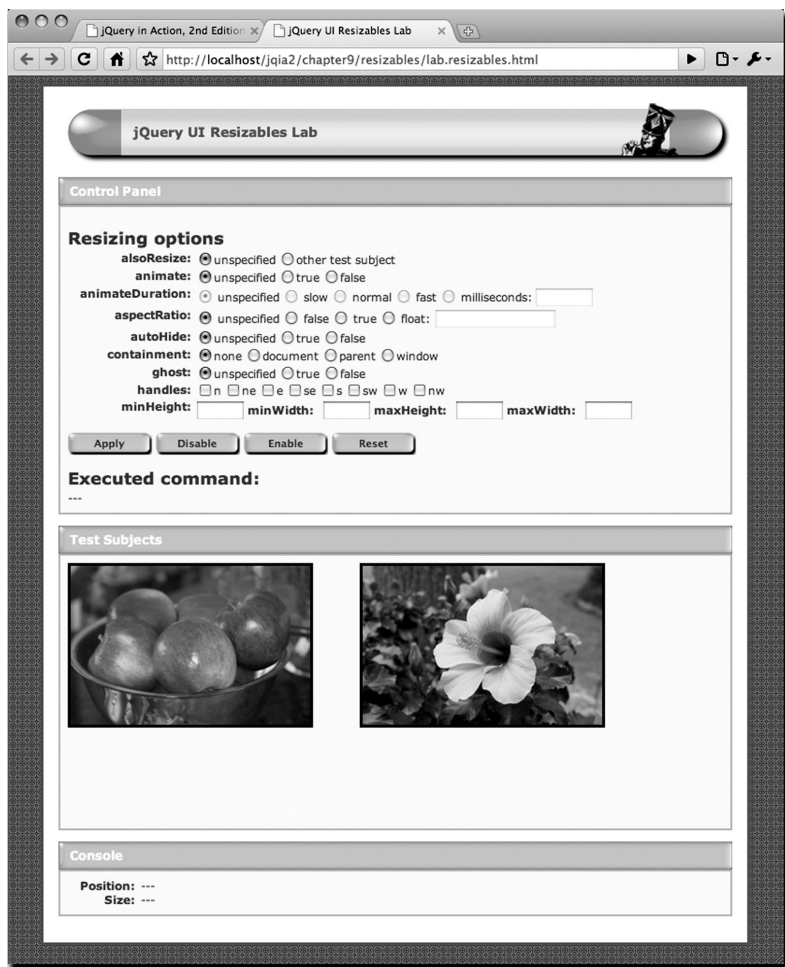 jQuery in Action, 2nd Edition
jQuery UI Resizables Lab
http://localhost/jqia2/chapter9/resizables/lab.resizables.html
jQuery UI Resizables Lab
Control Panel
Resizing options
alsoResize: unspecified other test subject
animate: unspecified true false
animateDuration: unspecified slow normal fast milliseconds:
aspectRatio: unspecified false true float:
autoHide: unspecified true false
containment: none document parent window
ghost: unspecified true false
handles: n ne e se s sw w nw
minHeight: minWidth: maxHeight: maxWidth:
Apply Disable Enable Reset
Executed command:
---
Test Subjects
Console
Position: ---
Size: ---